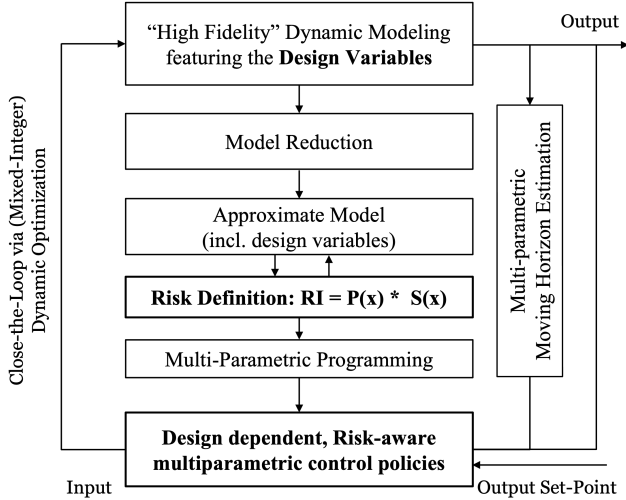 “High Fidelity” Dynamic Modeling
featuring the Design Variables
Output
Model Reduction
Approximate Model
(incl. design variables)
Risk Definition: RI = P(x) * S(x)
Multi-Parametric Programming
Design dependent, Risk-aware
multiparametric control policies
Close-the-Loop via (Mixed-Integer)
Dynamic Optimization
Multi-parametric
Moving Horizon Estimation
Input
Output Set-Point